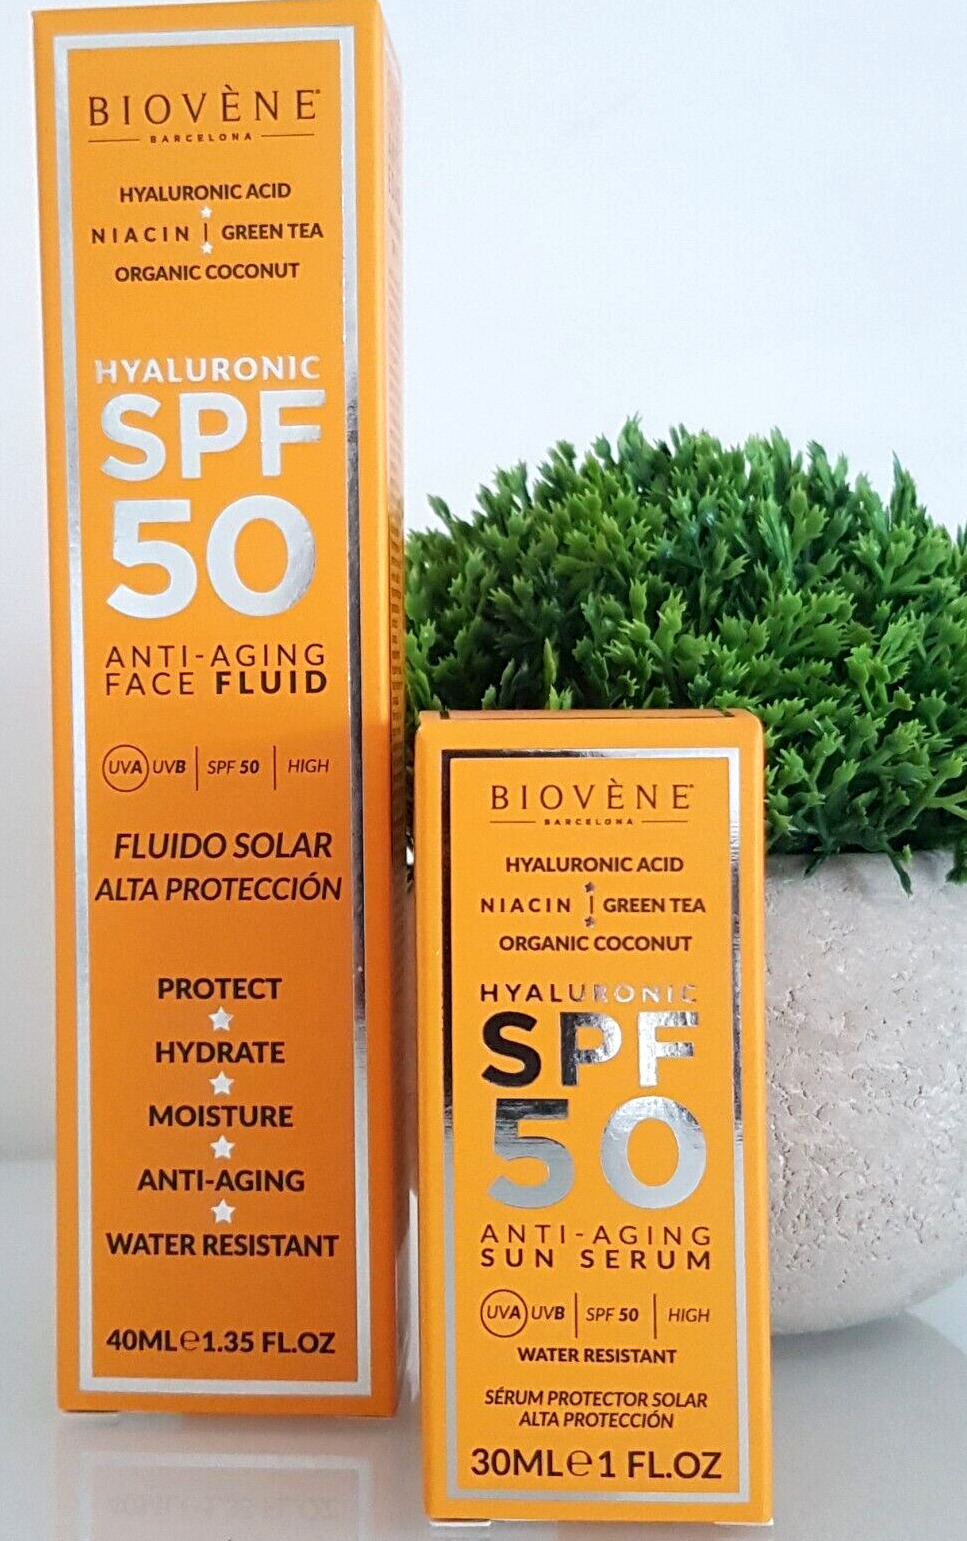 BIOVÈNE
BARCELONA
HYALURONIC ACID
NIACIN | GREEN TEA
ORGANIC COCONUT
HYALURONIC
SPF
50
ANTI-AGING
FACE FLUID
UVA UVB | SPF 50 | HIGH
FLUIDO SOLAR
ALTA PROTECCIÓN
PROTECT
HYDRATE
MOISTURE
ANTI-AGING
WATER RESISTANT
40ML℮1.35 FL.OZ
BIOVÈNE
BARCELONA
HYALURONIC ACID
NIACIN | GREEN TEA
ORGANIC COCONUT
HYALURONIC
SPF
50
ANTI-AGING
SUN SERUM
UVA UVB | SPF 50 | HIGH
WATER RESISTANT
SÉRUM PROTECTOR SOLAR
ALTA PROTECCIÓN
30ML℮1 FL.OZ